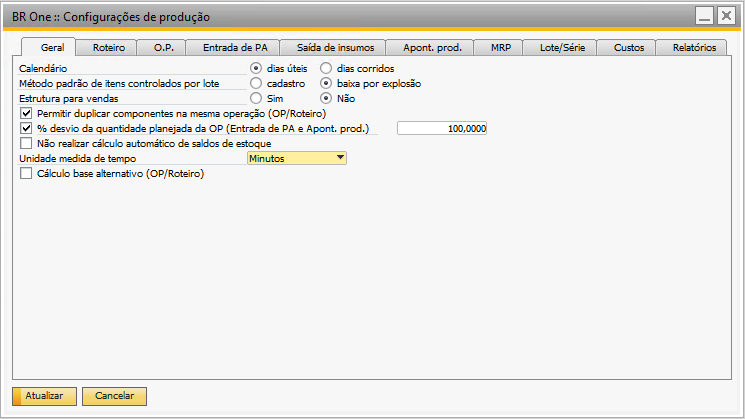 BR One :: Configurações de produção
Geral Roteiro O.P. Entrada de PA Saída de insumos Apont. prod. MRP Lote/Série Custos Relatórios
Calendário dias úteis dias corridos
Método padrão de itens controlados por lote cadastro baixa por explosão
Estrutura para vendas Sim Não
Permitir duplicar componentes na mesma operação (OP/Roteiro)
% desvio da quantidade planejada da OP (Entrada de PA e Apont. prod.) 100,0000
Não realizar cálculo automático de saldos de estoque
Unidade medida de tempo Minutos
Cálculo base alternativo (OP/Roteiro)
Atualizar Cancelar